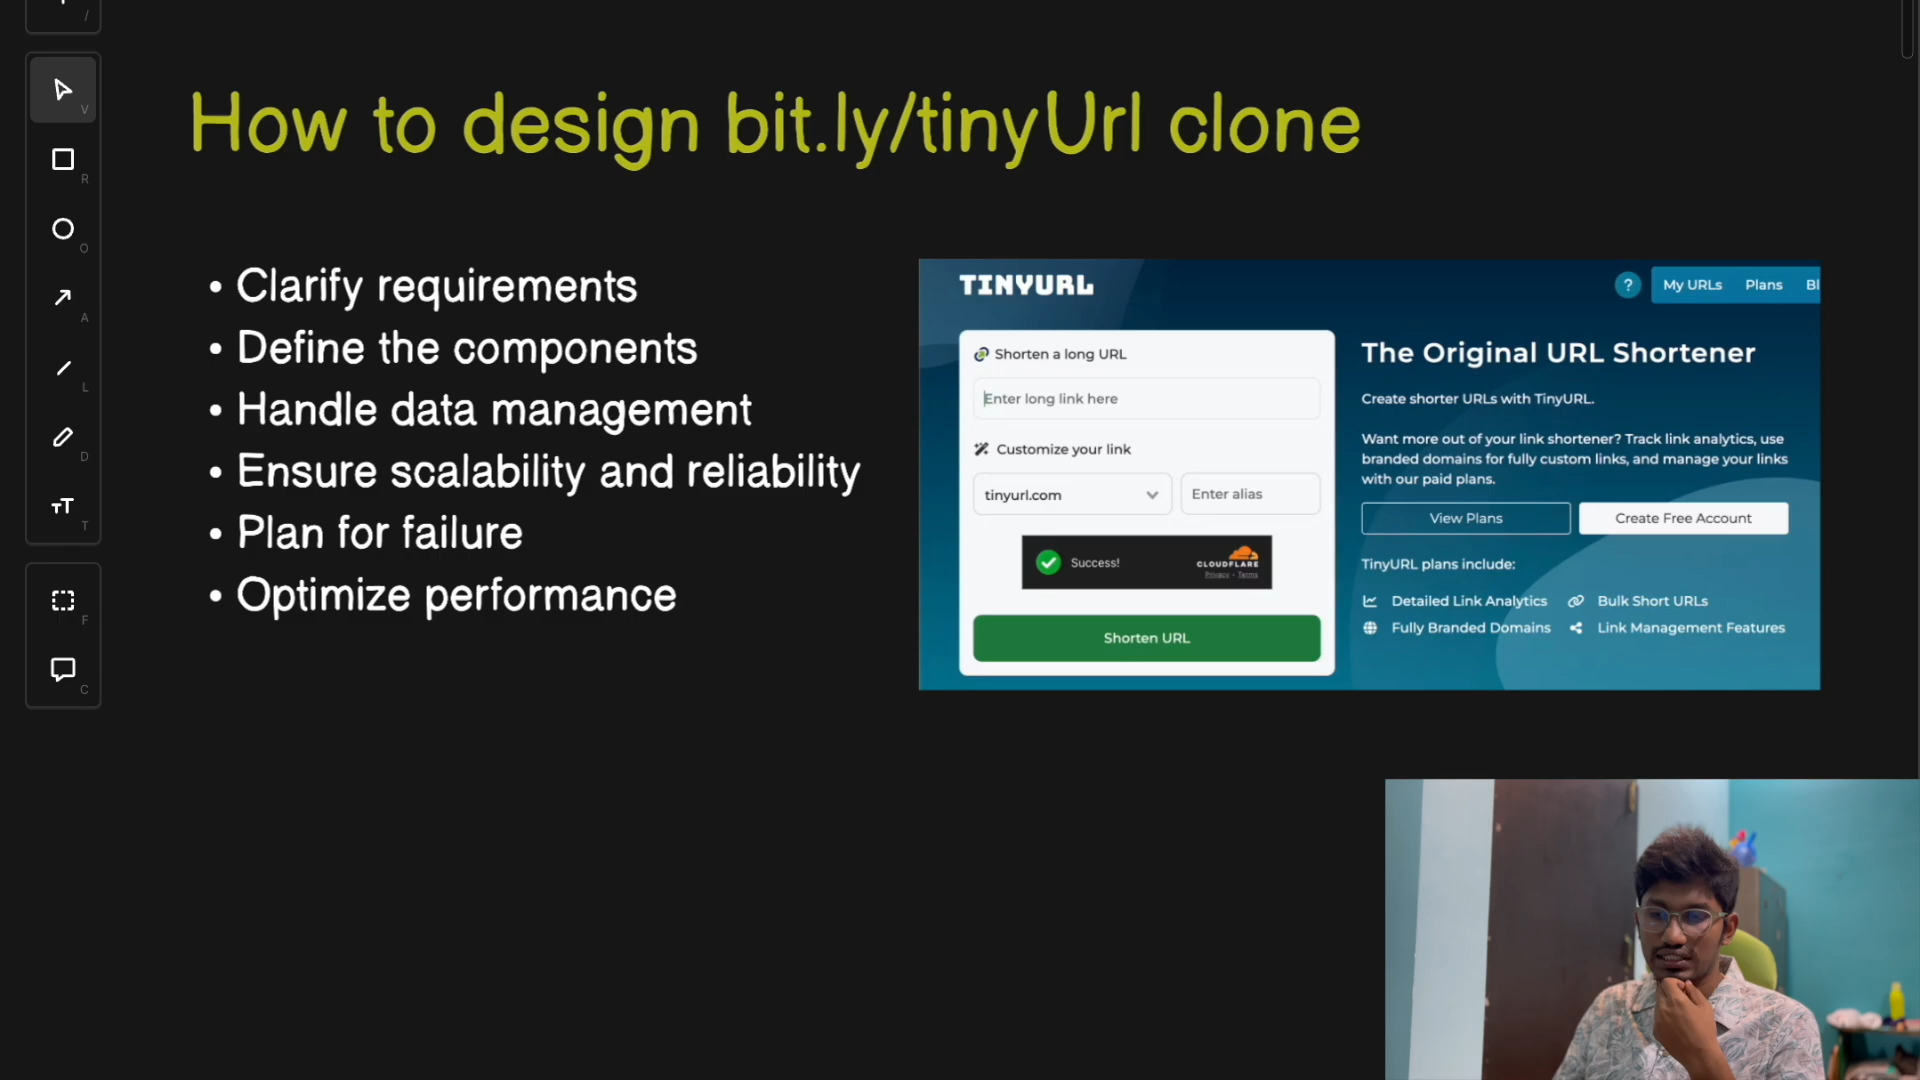 /
V
R
O
A
L
D
T
F
C
How to design bit.ly/tinyUrl clone
• Clarify requirements
• Define the components
• Handle data management
• Ensure scalability and reliability
• Plan for failure
• Optimize performance
TINYURL
? My URLs Plans Bl
Shorten a long URL
Enter long link here
Customize your link
tinyurl.com
Enter alias
Success!
CLOUDFLARE
Privacy • Terms
Shorten URL
The Original URL Shortener
Create shorter URLs with TinyURL.
Want more out of your link shortener? Track link analytics, use
branded domains for fully custom links, and manage your links
with our paid plans.
View Plans
Create Free Account
TinyURL plans include:
Detailed Link Analytics
Bulk Short URLs
Fully Branded Domains
Link Management Features